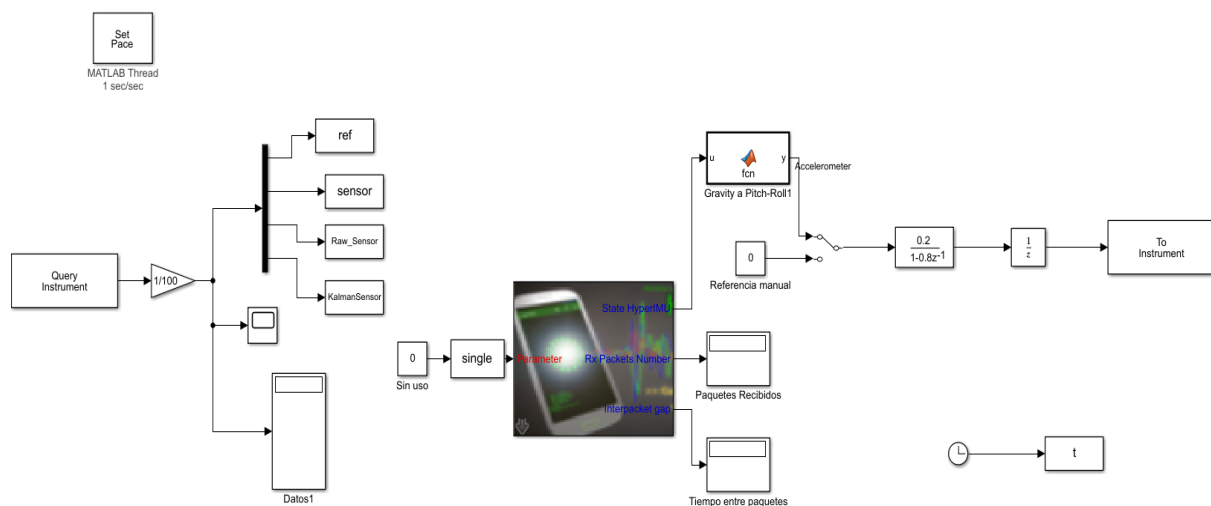 Set
Pace
MATLAB Thread
1 sec/sec
ref
sensor
Raw_Sensor
KalmanSensor
Query
Instrument
1/100
Datos1
0
Sin uso
single
Parameter
State HyperIMU
Rx Packets Number
Interpacket gap
u
y
fcn
Gravity a Pitch-Roll1
Accelerometer
0
Referencia manual
Paquetes Recibidos
Tiempo entre paquetes
0.2
1-0.8z-1
1
z
To
Instrument
t